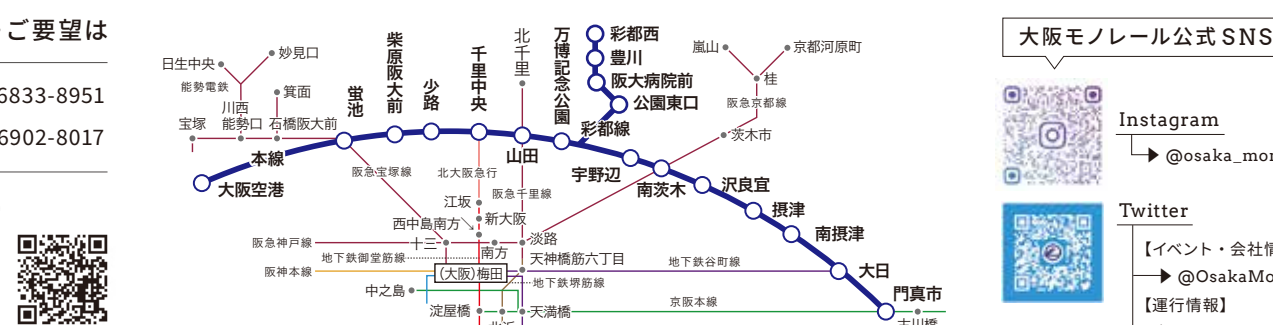 ご要望は
6833-8951
6902-8017
日生中央
妙見口
能勢電鉄
川西
能勢口
箕面
宝塚
石橋阪大前
蛍池
柴原阪大前
少路
千里中央
北千里
山田
万博記念公園
彩都西
豊川
阪大病院前
公園東口
彩都線
本線
大阪空港
宇野辺
南茨木
沢良宜
摂津
南摂津
大日
門真市
古川橋
嵐山
京都河原町
桂
阪急京都線
茨木市
阪急宝塚線
北大阪急行
阪急千里線
江坂
西中島南方
新大阪
阪急神戸線
十三
南方
淡路
地下鉄御堂筋線
天神橋筋六丁目
地下鉄谷町線
阪神本線
(大阪)梅田
地下鉄堺筋線
中之島
淀屋橋
北浜
天満橋
京阪本線
大阪モノレール公式SNS
Instagram
@osaka_mo
Twitter
【イベント・会社情
@OsakaMo
【運行情報】